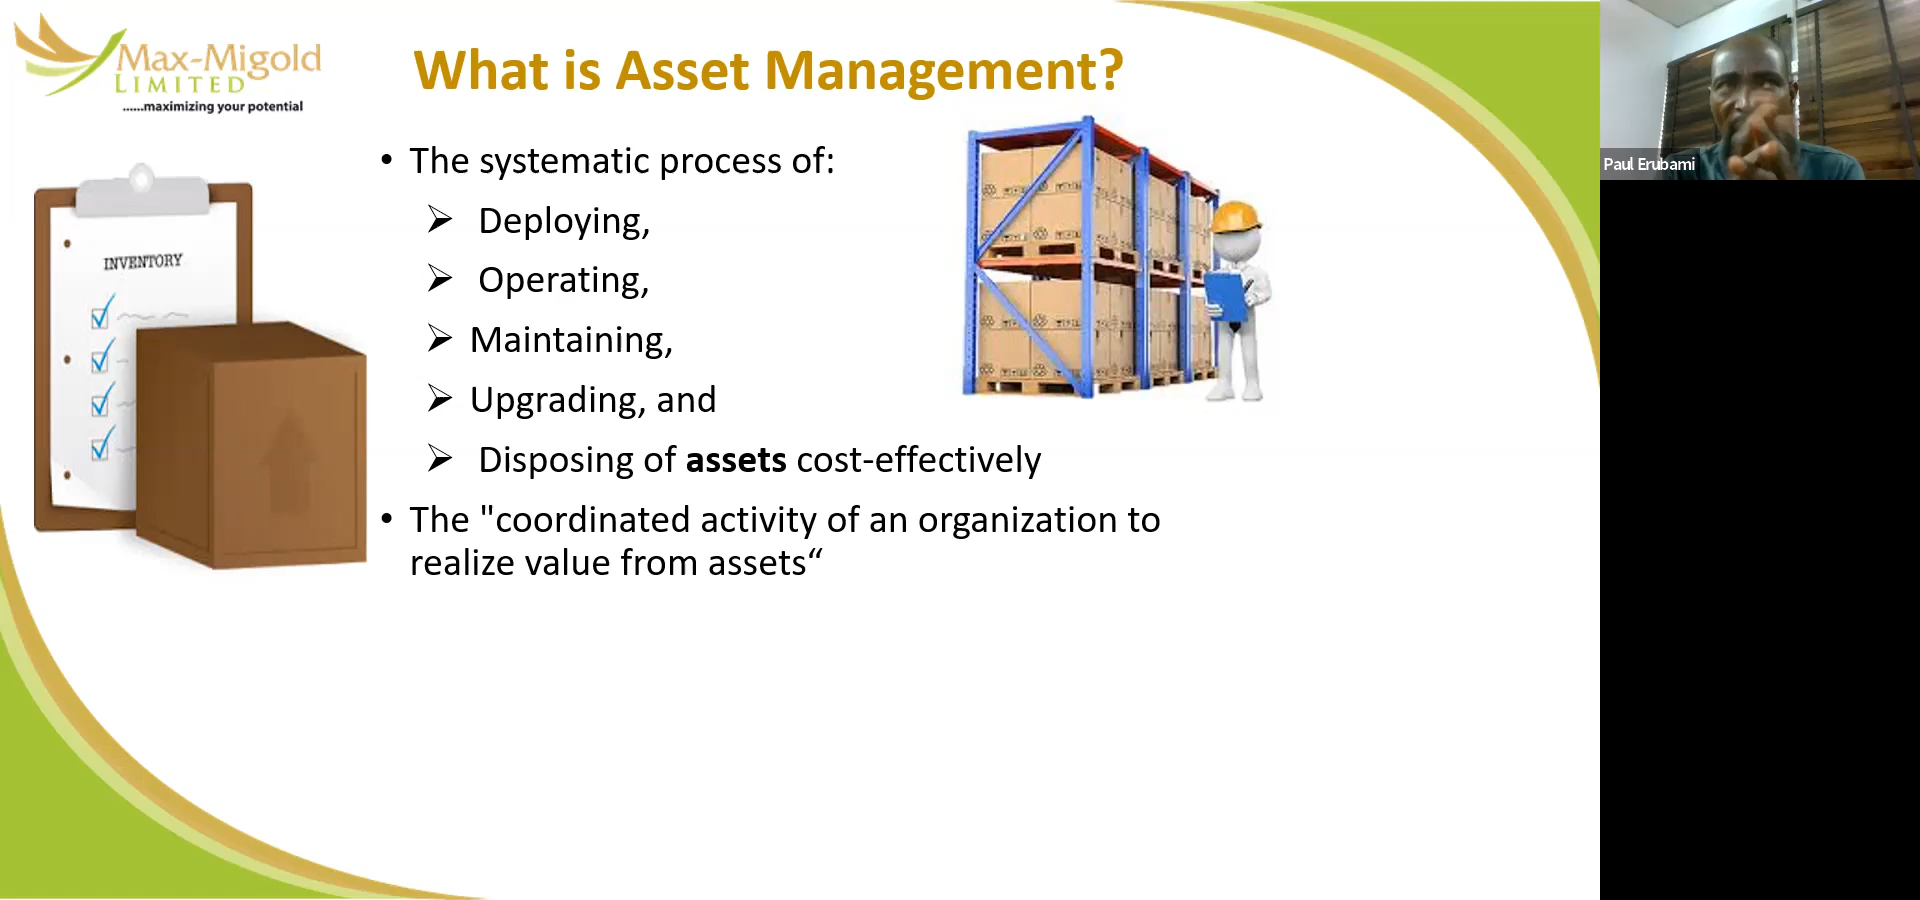 Max-Migold
LIMITED
......maximizing your potential
What is Asset Management?
• The systematic process of:
➢ Deploying,
➢ Operating,
➢ Maintaining,
➢ Upgrading, and
➢ Disposing of assets cost-effectively
• The "coordinated activity of an organization to
realize value from assets“
INVENTORY
Paul Erubami